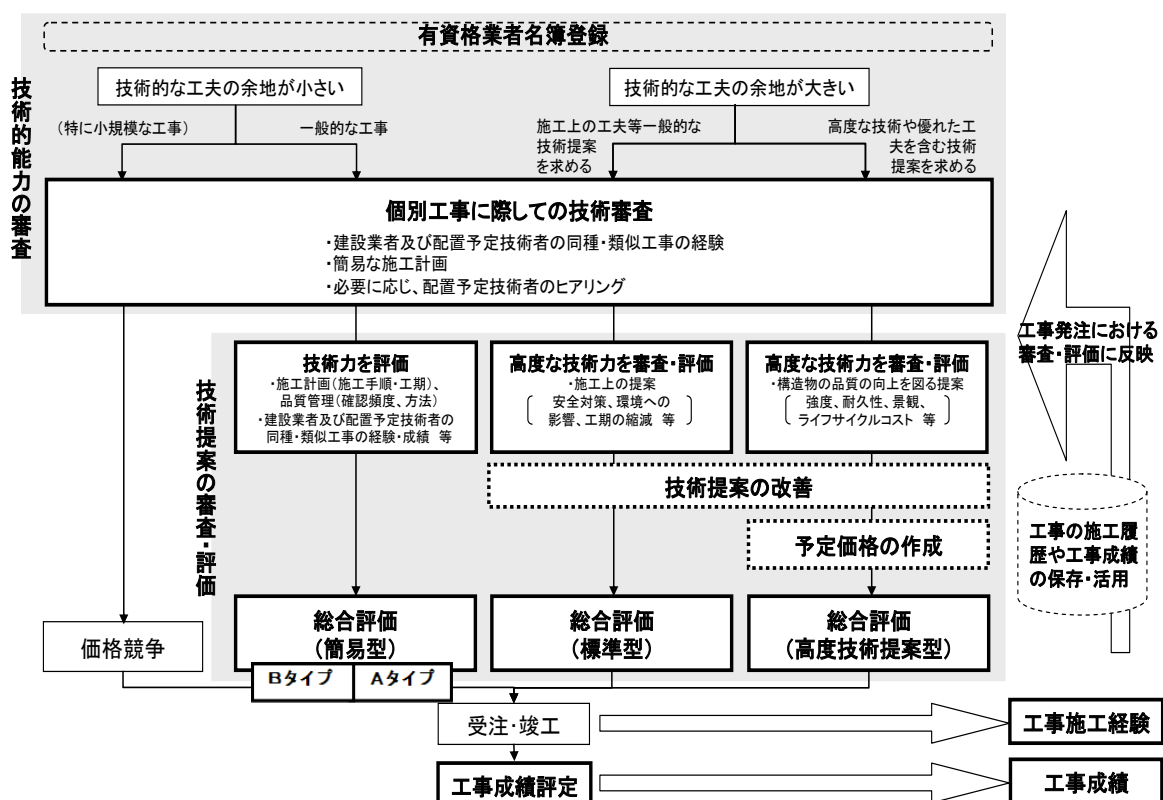 有資格業者名簿登録
技術的能力の審査
技術的な工夫の余地が小さい
技術的な工夫の余地が大きい
(特に小規模な工事)
一般的な工事
施工上の工夫等一般的な
技術提案
を求める
高度な技術や優れた工
夫を含む技術
提案を求める
個別工事に際しての技術審査
・建設業者及び配置予定技術者の同種・類似工事の経験
・簡易な施工計画
・必要に応じ、配置予定技術者のヒアリング
工事発注における
審査・評価に反映
技術提案の審査・評価
技術力を評価
・施工計画(施工手順・工期)、
品質管理(確認頻度、方法)
・建設業者及び配置予定技術者の
同種・類似工事の経験・成績 等
高度な技術力を審査・評価
・施工上の提案
安全対策、環境への
影響、工期の縮減 等
高度な技術力を審査・評価
・構造物の品質の向上を図る提案
強度、耐久性、景観、
ライフサイクルコスト 等
技術提案の改善
予定価格の作成
工事の施工履
歴や工事成績
の保存・活用
価格競争
総合評価
(簡易型)
Bタイプ
Aタイプ
総合評価
(標準型)
総合評価
(高度技術提案型)
受注・竣工
工事施工経験
工事成績評定
工事成績